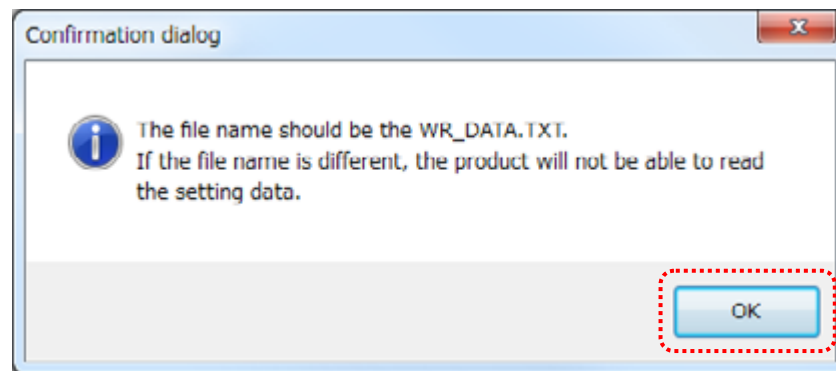 Confirmation dialog
The file name should be the WR_DATA.TXT.
If the file name is different, the product will not be able to read
the setting data.
OK